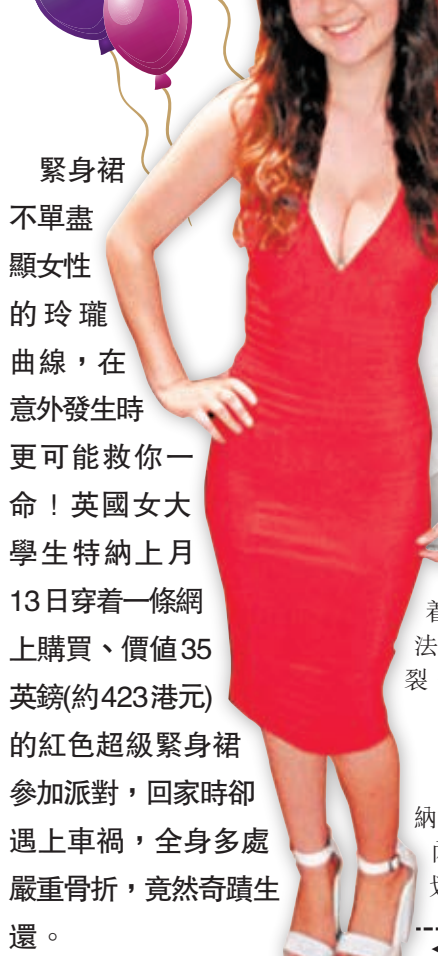 緊身裙
不單盡
顯女性
的玲瓏
曲線，在
意外發生時
更可能救你一
命！英國女大
學生特納上月
13日穿着一條網
上購買、價值35
英鎊(約423港元)
的紅色超級緊身裙
參加派對，回家時卻
遇上車禍，全身多處
嚴重骨折，竟然奇蹟生
還。
着
法
裂
納